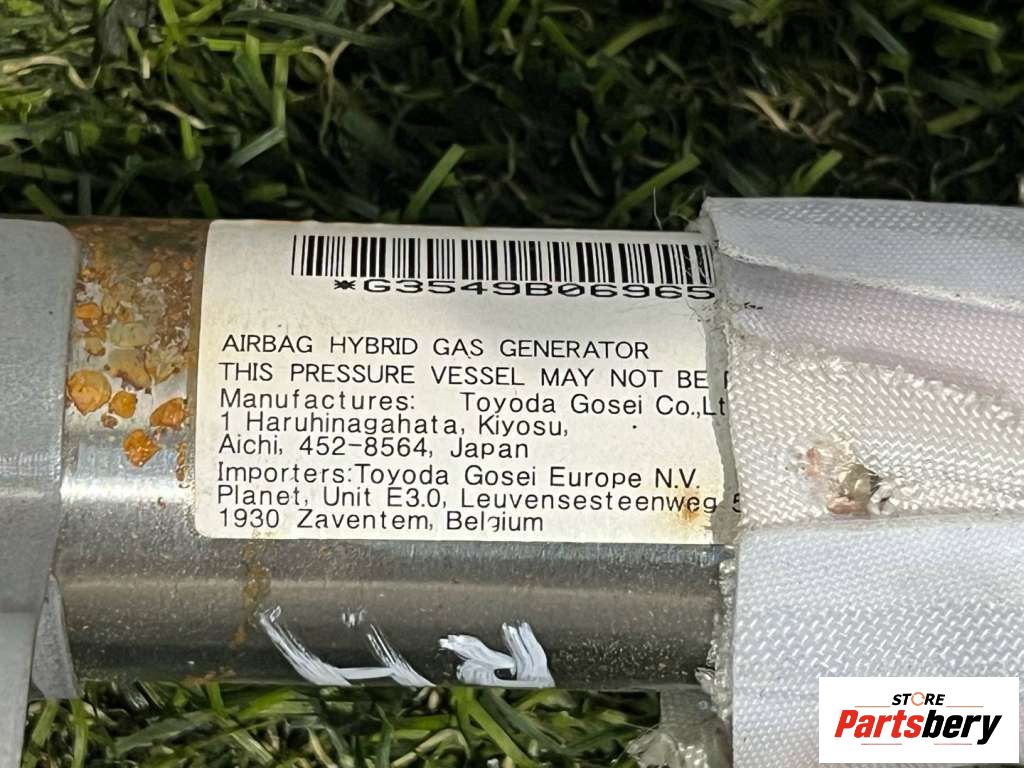 *G3549B06965
AIRBAG HYBRID GAS GENERATOR
THIS PRESSURE VESSEL MAY NOT BE
Manufactures: Toyoda Gosei Co.,Lt
1 Haruhinagahata, Kiyosu,
Aichi, 452-8564, Japan
Importers:Toyoda Gosei Europe N.V.
Planet, Unit E3.0, Leuvensesteenweg 5
1930 Zaventem, Belgium
STORE
Partsbery